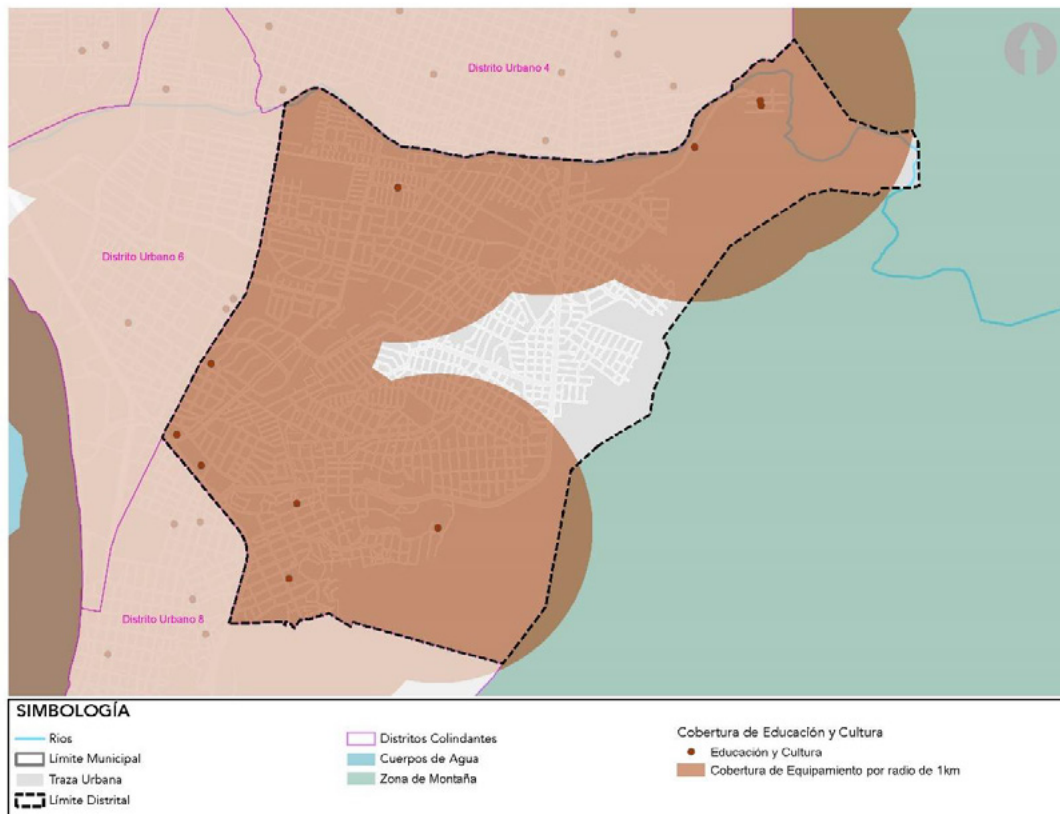 Distrito Urbano 4
Distrito Urbano 6
Distrito Urbano 8
SIMBOLOGÍA
Rios
Límite Municipal
Traza Urbana
Límite Distrital
Distritos Colindantes
Cuerpos de Agua
Zona de Montaña
Cobertura de Educación y Cultura
Educación y Cultura
Cobertura de Equipamiento por radio de 1km